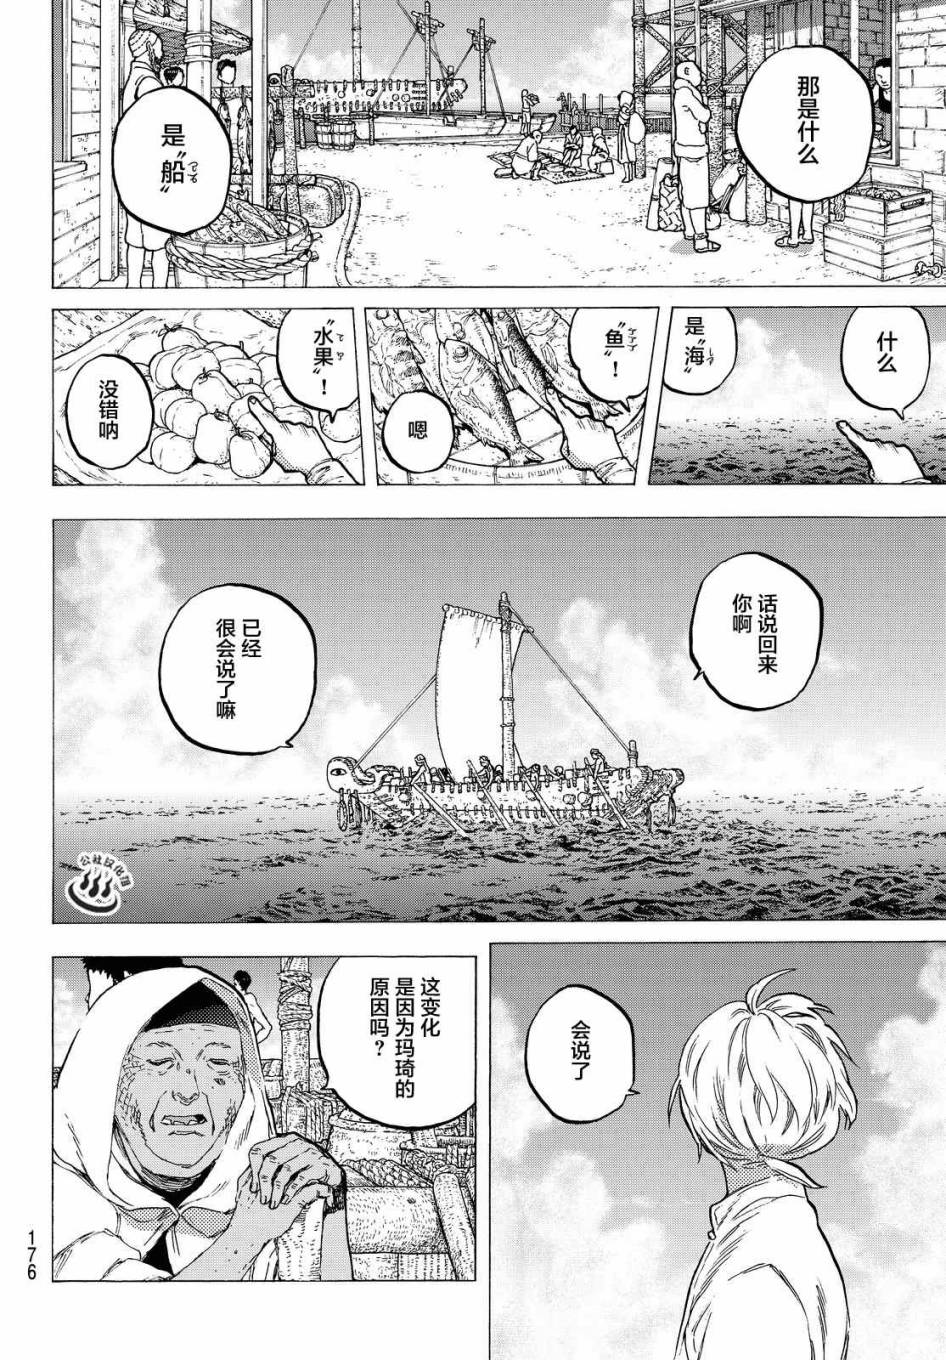 那是什么
是“船”
什么
是“海”
“鱼”！
嗯
“水果”！
没错呐
话说回来
你啊
已经
很会说了嘛
会说了
这变化
是因为玛琦的
原因吗？
176